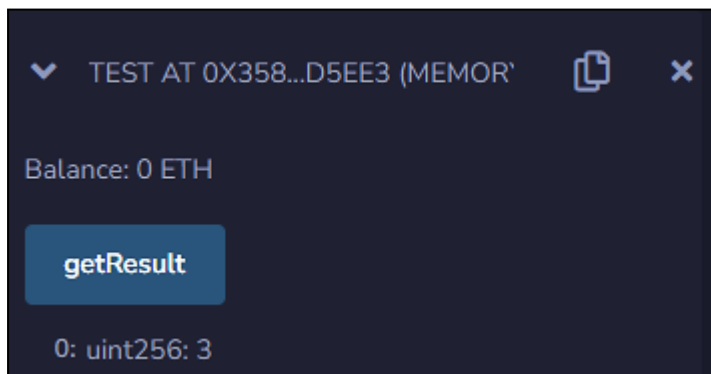 TEST AT 0X358...D5EE3 (MEMOR
Balance: 0 ETH
getResult
0: uint256: 3